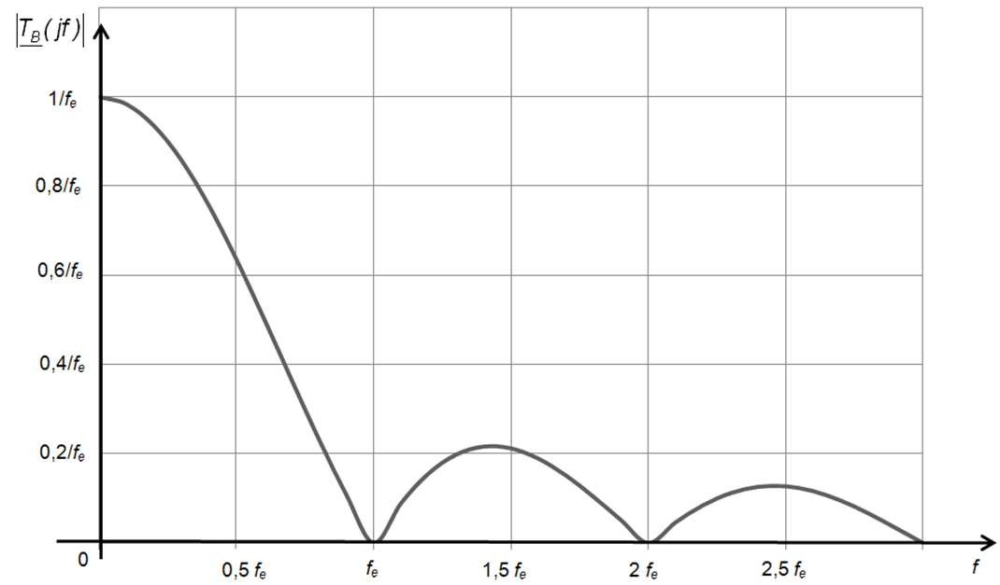 |T_B(jf)|
1/fe
0,8/fe
0,6/fe
0,4/fe
0,2/fe
0
0,5 fe
fe
1,5 fe
2 fe
2,5 fe
f